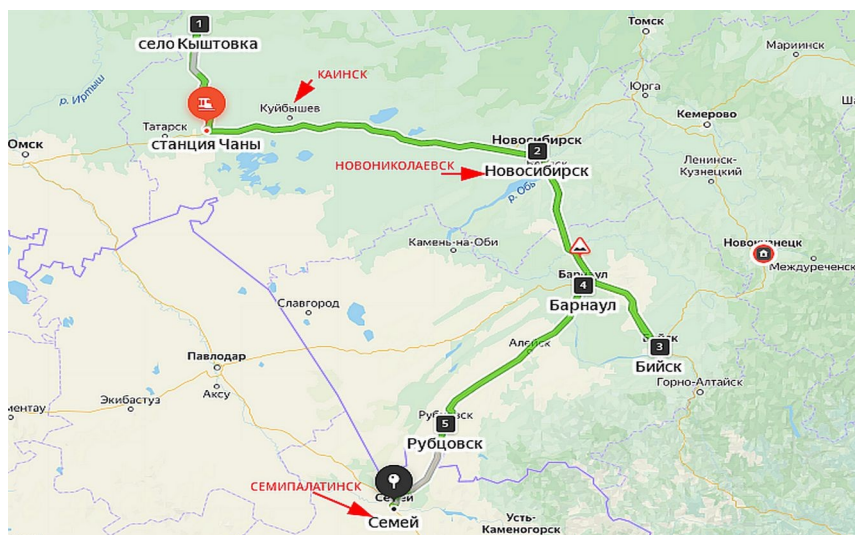 1
село Кыштовка
КАИНСК
Куйбышев
р. Иртыш
Татарск
станция Чаны
Омск
Томск
Мариинск
Юрга
Кемерово
Новосибирск
2
Новосибирск
НОВОНИКОЛАЕВСК
р. Обь
Ленинск-
Кузнецкий
Камень-на-Оби
Междуреченск
Барнаул
4
Барнаул
Славгород
3
Бийск
Горно-Алтайск
Алейск
Павлодар
Аксу
Экибастуз
Рубцовск
5
Рубцовск
СЕМИПАЛАТИНСК
Семей
Семей
Усть-
Каменогорск